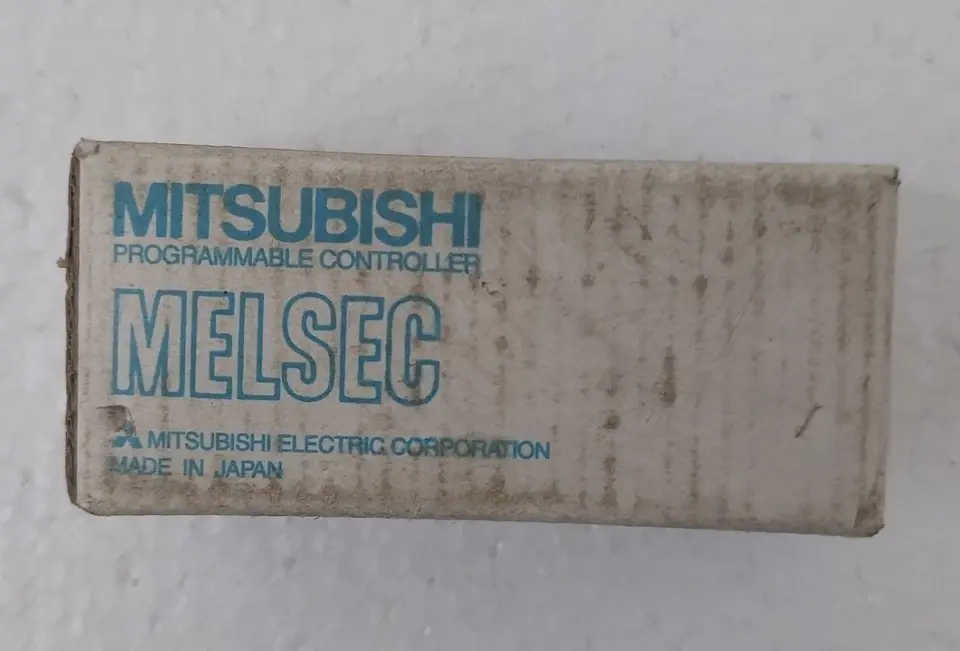 MITSUBISHI
PROGRAMMABLE CONTROLLER
MELSEC
MITSUBISHI ELECTRIC CORPORATION
MADE IN JAPAN